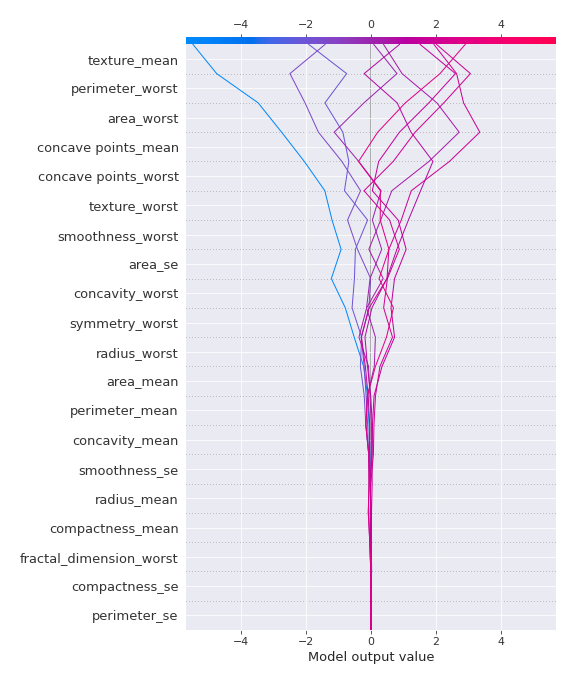 −4 −2 0 2 4
texture_mean
perimeter_worst
area_worst
concave points_mean
concave points_worst
texture_worst
smoothness_worst
area_se
concavity_worst
symmetry_worst
radius_worst
area_mean
perimeter_mean
concavity_mean
smoothness_se
radius_mean
compactness_mean
fractal_dimension_worst
compactness_se
perimeter_se
−4 −2 0 2 4
Model output value